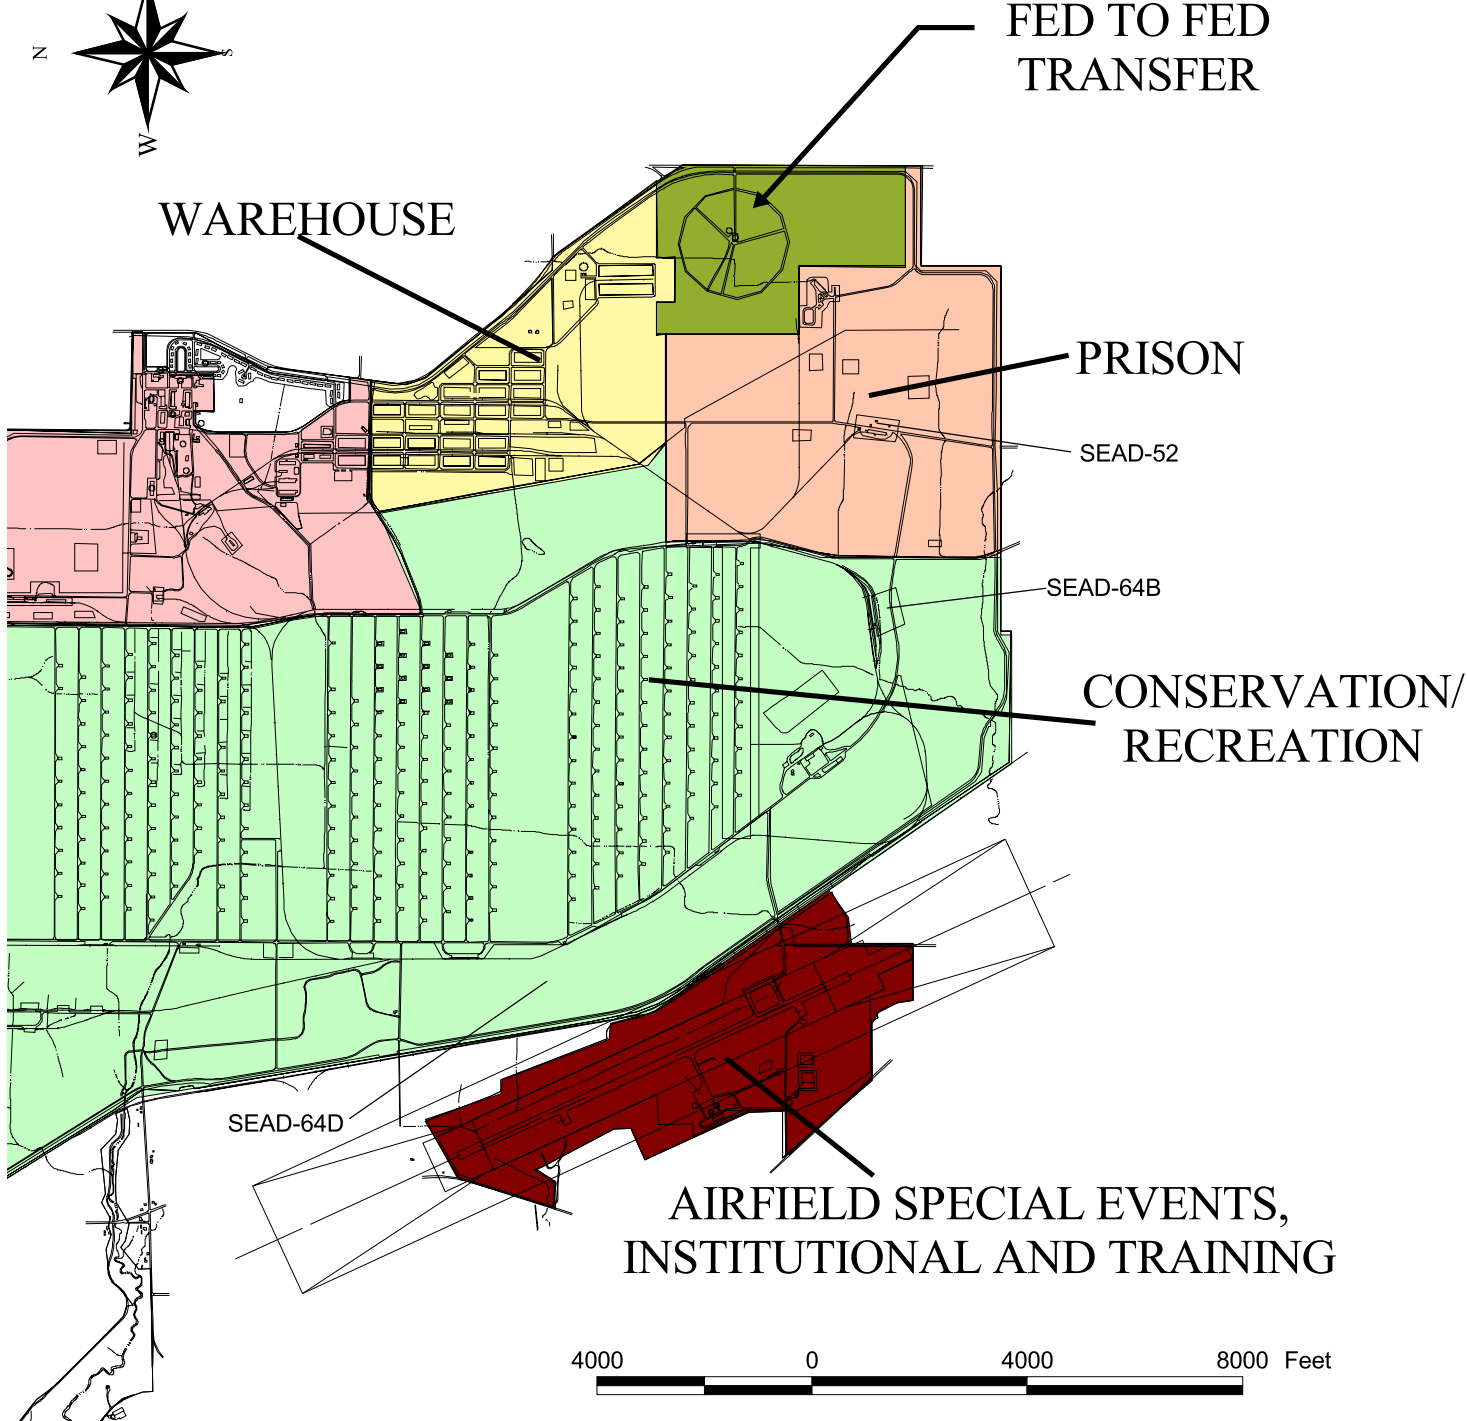 FED TO FED
TRANSFER
N
S
W
WAREHOUSE
PRISON
SEAD-52
SEAD-64B
CONSERVATION/
RECREATION
SEAD-64D
AIRFIELD SPECIAL EVENTS,
INSTITUTIONAL AND TRAINING
4000 0 4000 8000 Feet